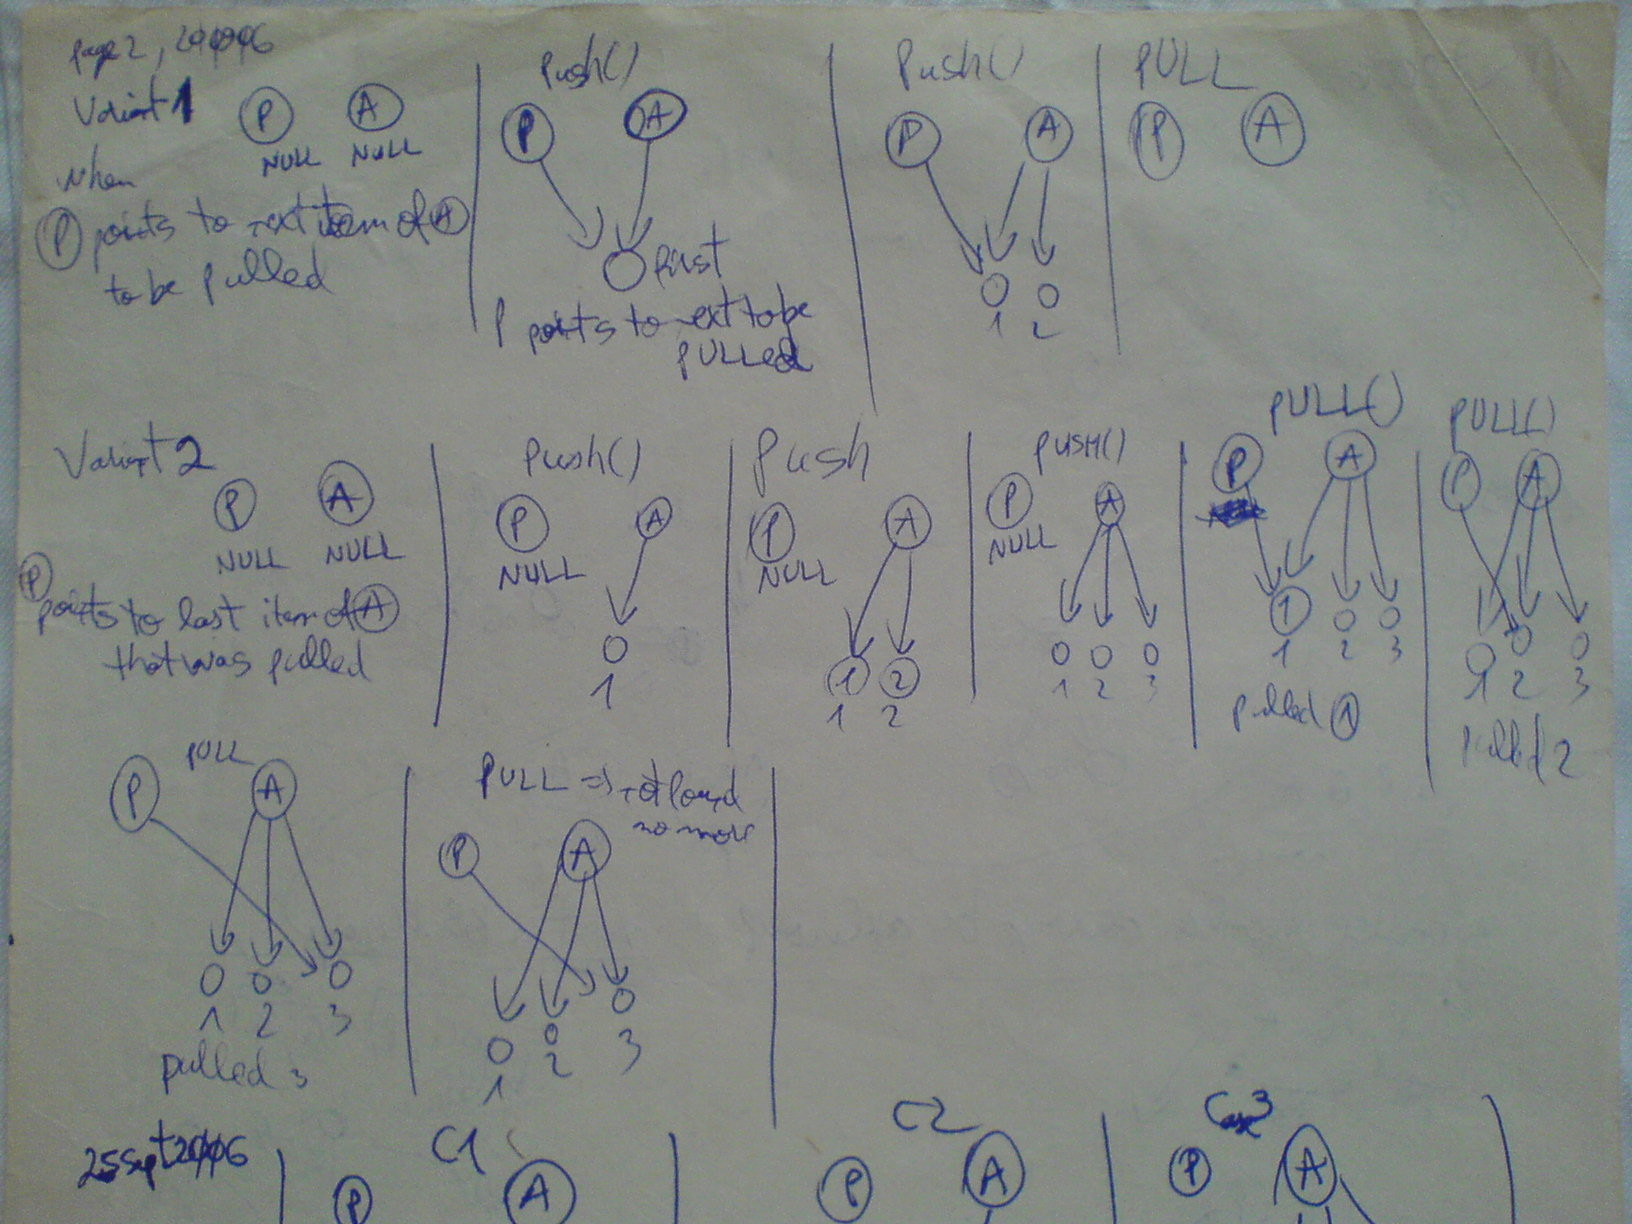 page 2, 2006
Variant 1
P A
NULL NULL
when
P points to next item of A
to be pulled
Push()
P A
first
P points to next to be
PULLed
Push()
P A
1 2
PULL
P A
Variant 2
P A
NULL NULL
P points to last item of A
that was pulled
Push()
P A
NULL
1
Push
P A
NULL
1 2
1 2
PUSH()
P A
NULL
1 2 3
PULL()
P A
1
1 2 3
pulled 1
PULL()
P A
1 2 3
pulled 2
PULL
P A
1 2 3
pulled 3
PULL => not found
no more
P A
1 2 3
25 Sept 2006
C1
P A
C2
P A
Case 3
P A